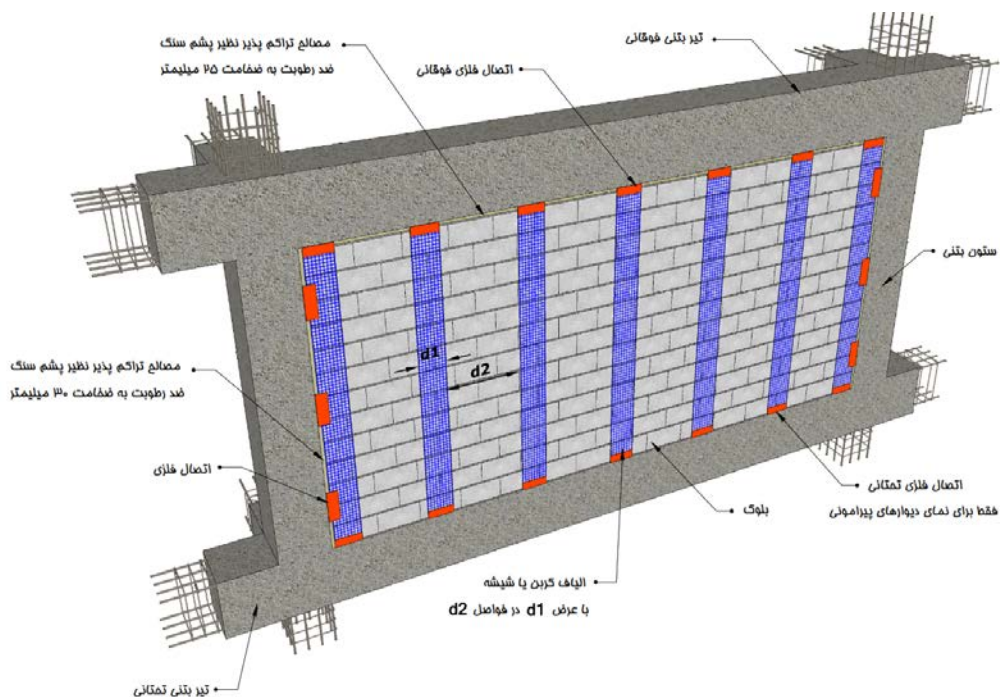 مصالح تراکم پذیر نظیر پشم سنگ
ضد رطوبت به ضخامت ۲۵ میلیمتر
اتصال فلزی فوقانی
تیر بتنی فوقانی
ستون بتنی
مصالح تراکم پذیر نظیر پشم سنگ
ضد رطوبت به ضخامت ۳۰ میلیمتر
d1
d2
اتصال فلزی
اتصال فلزی تحتانی
فقط برای نمای دیوارهای پیرامونی
بلوک
الیاف کربن یا شیشه
با عرض d1 در فواصل d2
تیر بتنی تحتانی